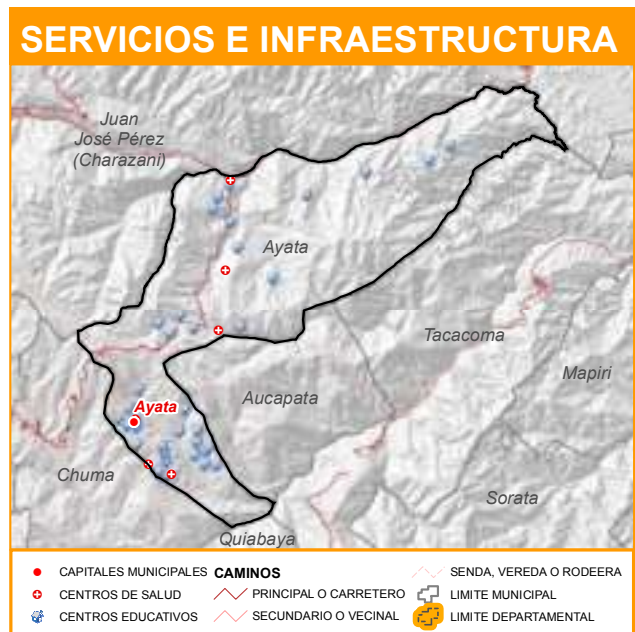 SERVICIOS E INFRAESTRUCTURA
Juan
José Pérez
(Charazani)
Ayata
Tacacoma
Mapiri
Aucapata
Ayata
Chuma
Sorata
Quiabaya
CAPITALES MUNICIPALES
CENTROS DE SALUD
CENTROS EDUCATIVOS
CAMINOS
PRINCIPAL O CARRETERO
SECUNDARIO O VECINAL
SENDA, VEREDA O RODEERA
LIMITE MUNICIPAL
LIMITE DEPARTAMENTAL